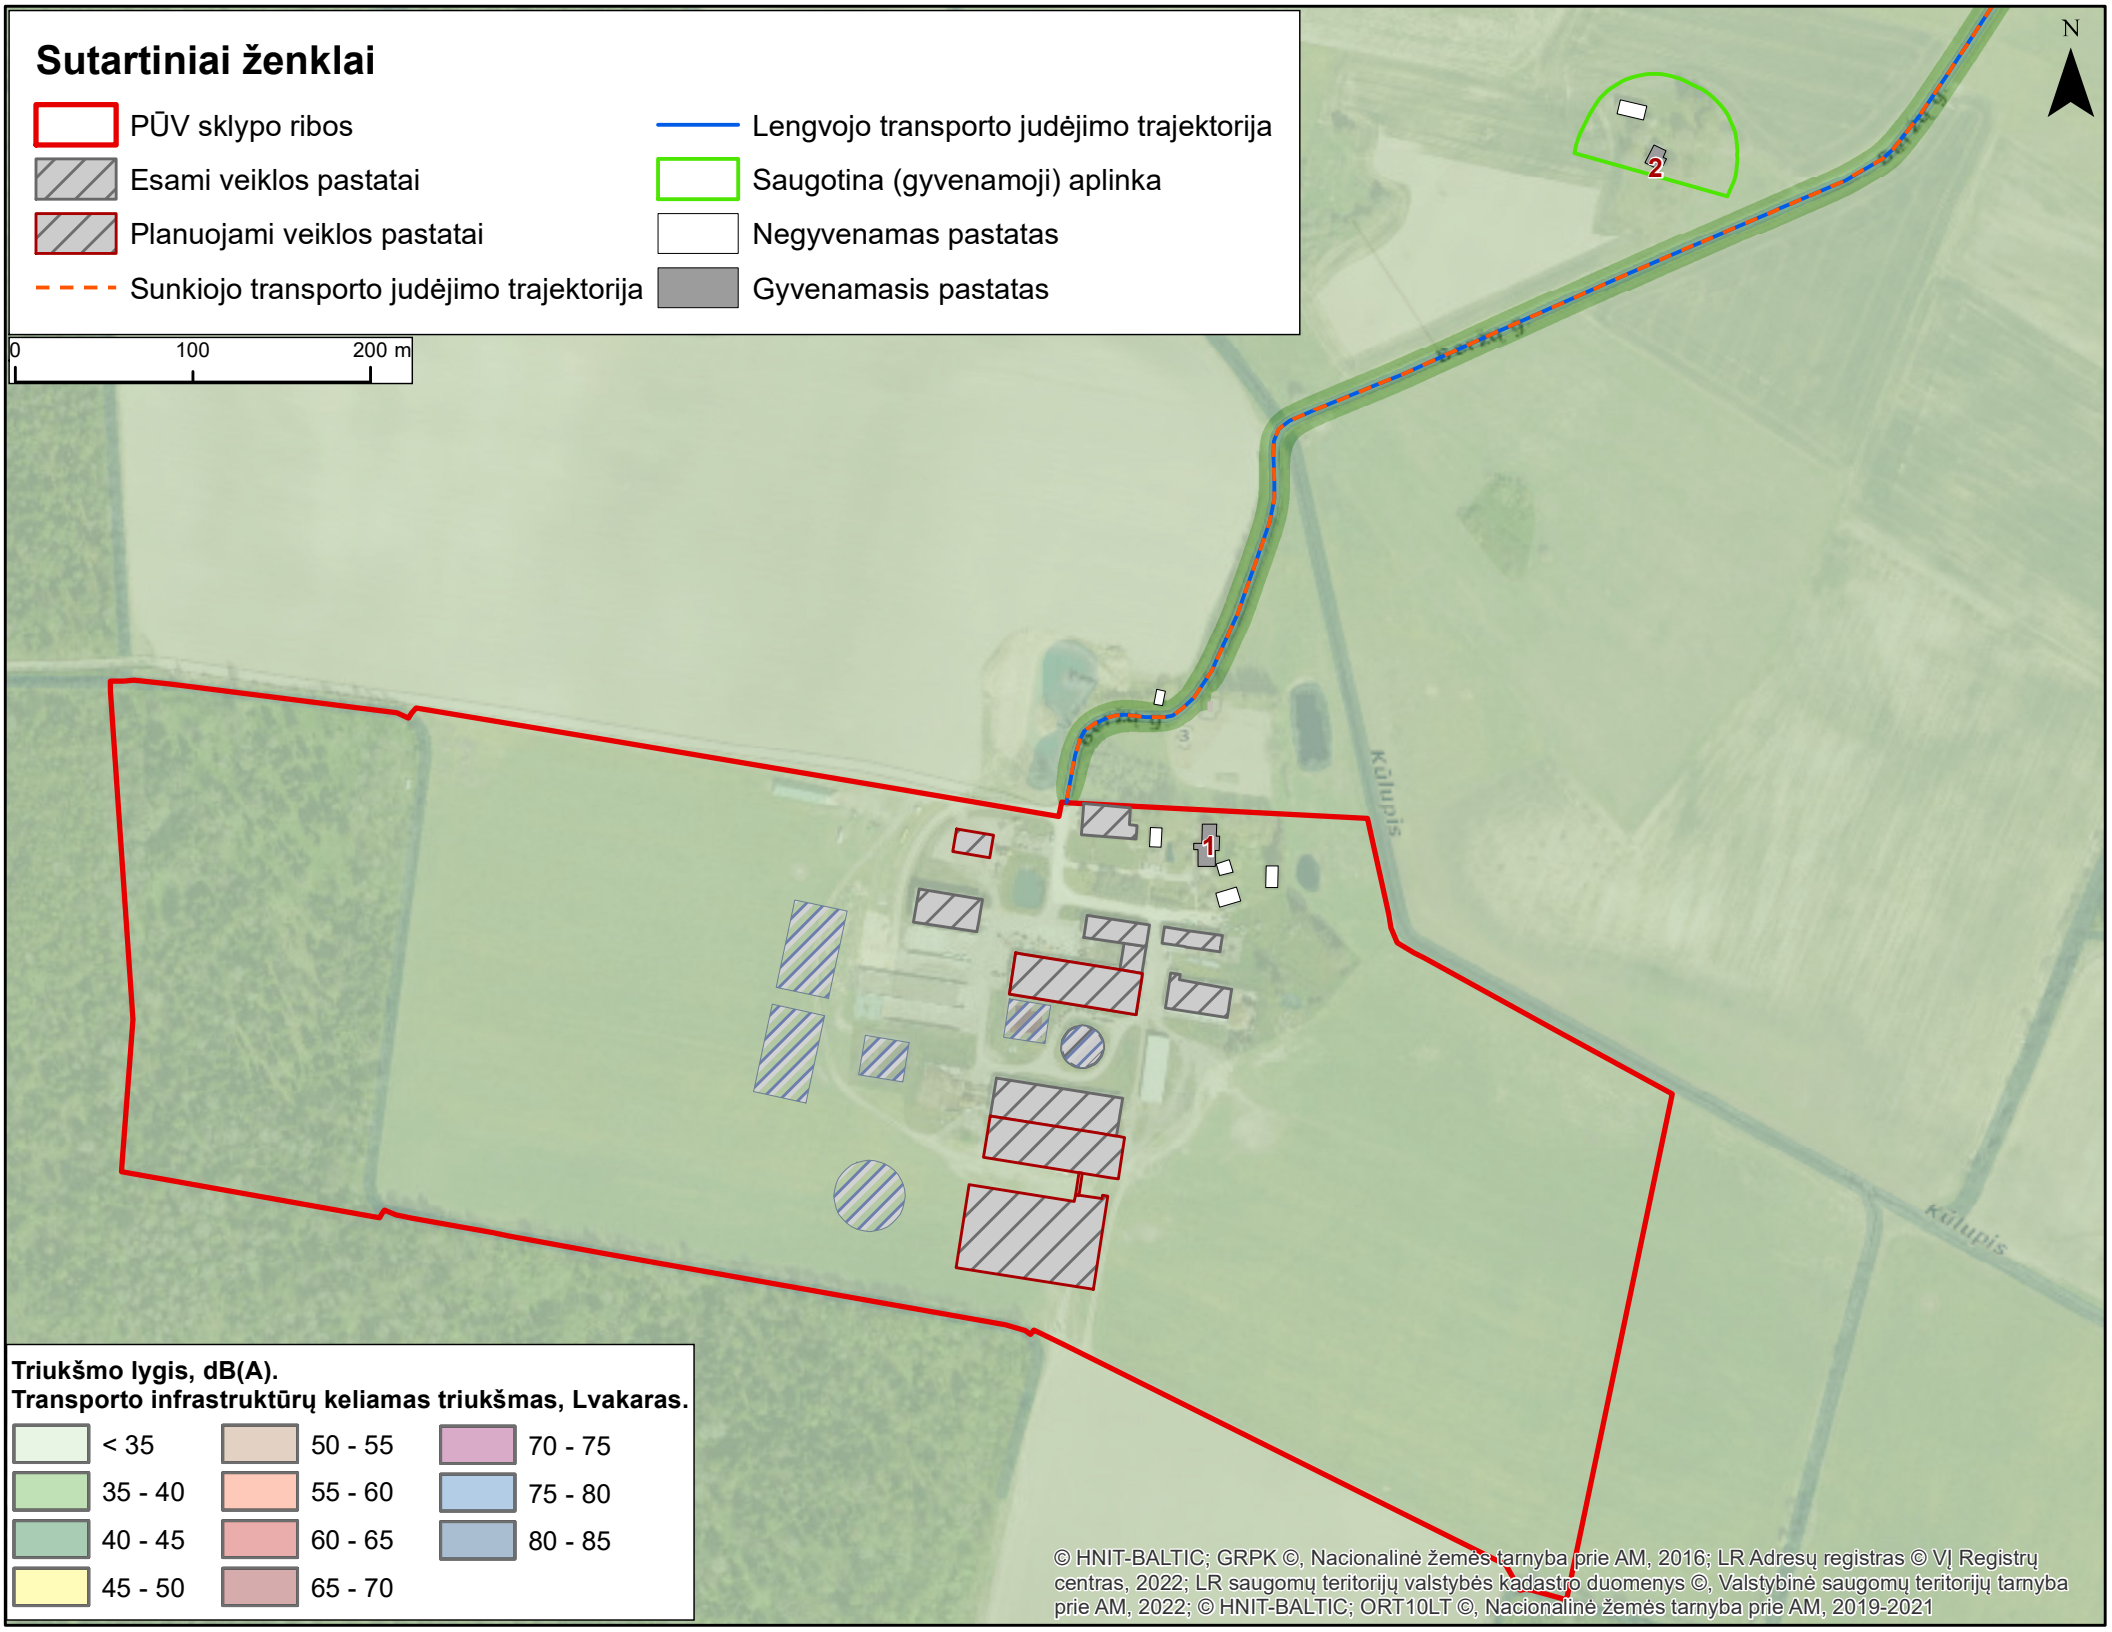 Sutartiniai ženklai
PŪV sklypo ribos
Esami veiklos pastatai
Planuojami veiklos pastatai
Sunkiojo transporto judėjimo trajektorija
Lengvojo transporto judėjimo trajektorija
Saugotina (gyvenamoji) aplinka
Negyvenamas pastatas
Gyvenamasis pastatas
0 100 200 m
N
2
3
1
Kūlupis
Kūlupis
Triukšmo lygis, dB(A).
Transporto infrastruktūrų keliamas triukšmas, Lvakaras.
< 35
35 - 40
40 - 45
45 - 50
50 - 55
55 - 60
60 - 65
65 - 70
70 - 75
75 - 80
80 - 85
© HNIT-BALTIC; GRPK ©, Nacionalinė žemės tarnyba prie AM, 2016; LR Adresų registras © VĮ Registrų
centras, 2022; LR saugomų teritorijų valstybės kadastro duomenys ©, Valstybinė saugomų teritorijų tarnyba
prie AM, 2022; © HNIT-BALTIC; ORT10LT ©, Nacionalinė žemės tarnyba prie AM, 2019-2021